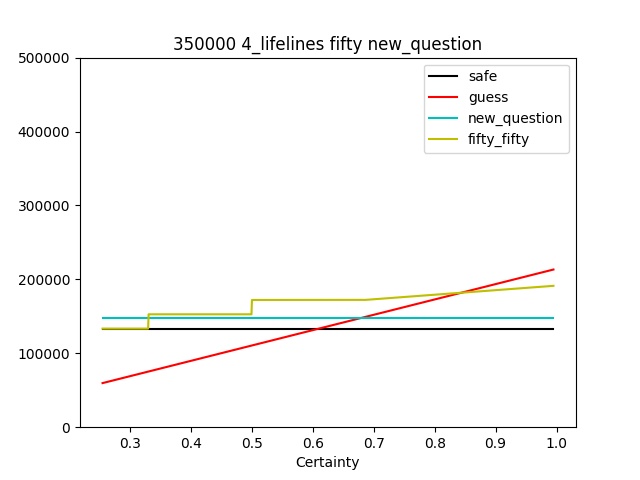 350000 4_lifelines fifty new_question
500000
400000
300000
200000
100000
0
safe
guess
new_question
fifty_fifty
0.3 0.4 0.5 0.6 0.7 0.8 0.9 1.0
Certainty